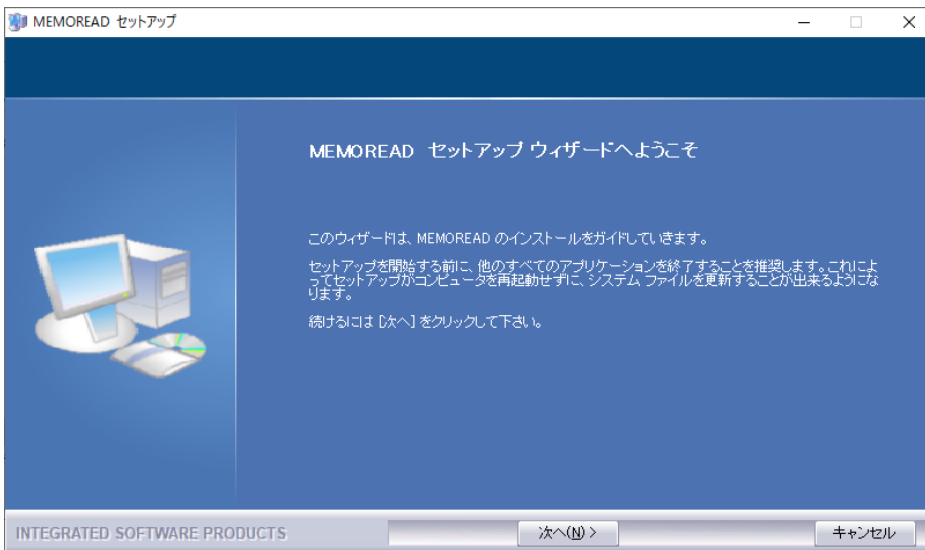 MEMOREAD セットアップ
MEMOREAD セットアップ ウィザードへようこそ
このウィザードは、MEMOREAD のインストールをガイドしていきます。
セットアップを開始する前に、他のすべてのアプリケーションを終了することを推奨します。これによ
ってセットアップがコンピュータを再起動せずに、システム ファイルを更新することが出来るようにな
ります。
続けるには [次へ] をクリックして下さい。
INTEGRATED SOFTWARE PRODUCTS
次へ(N) >
キャンセル